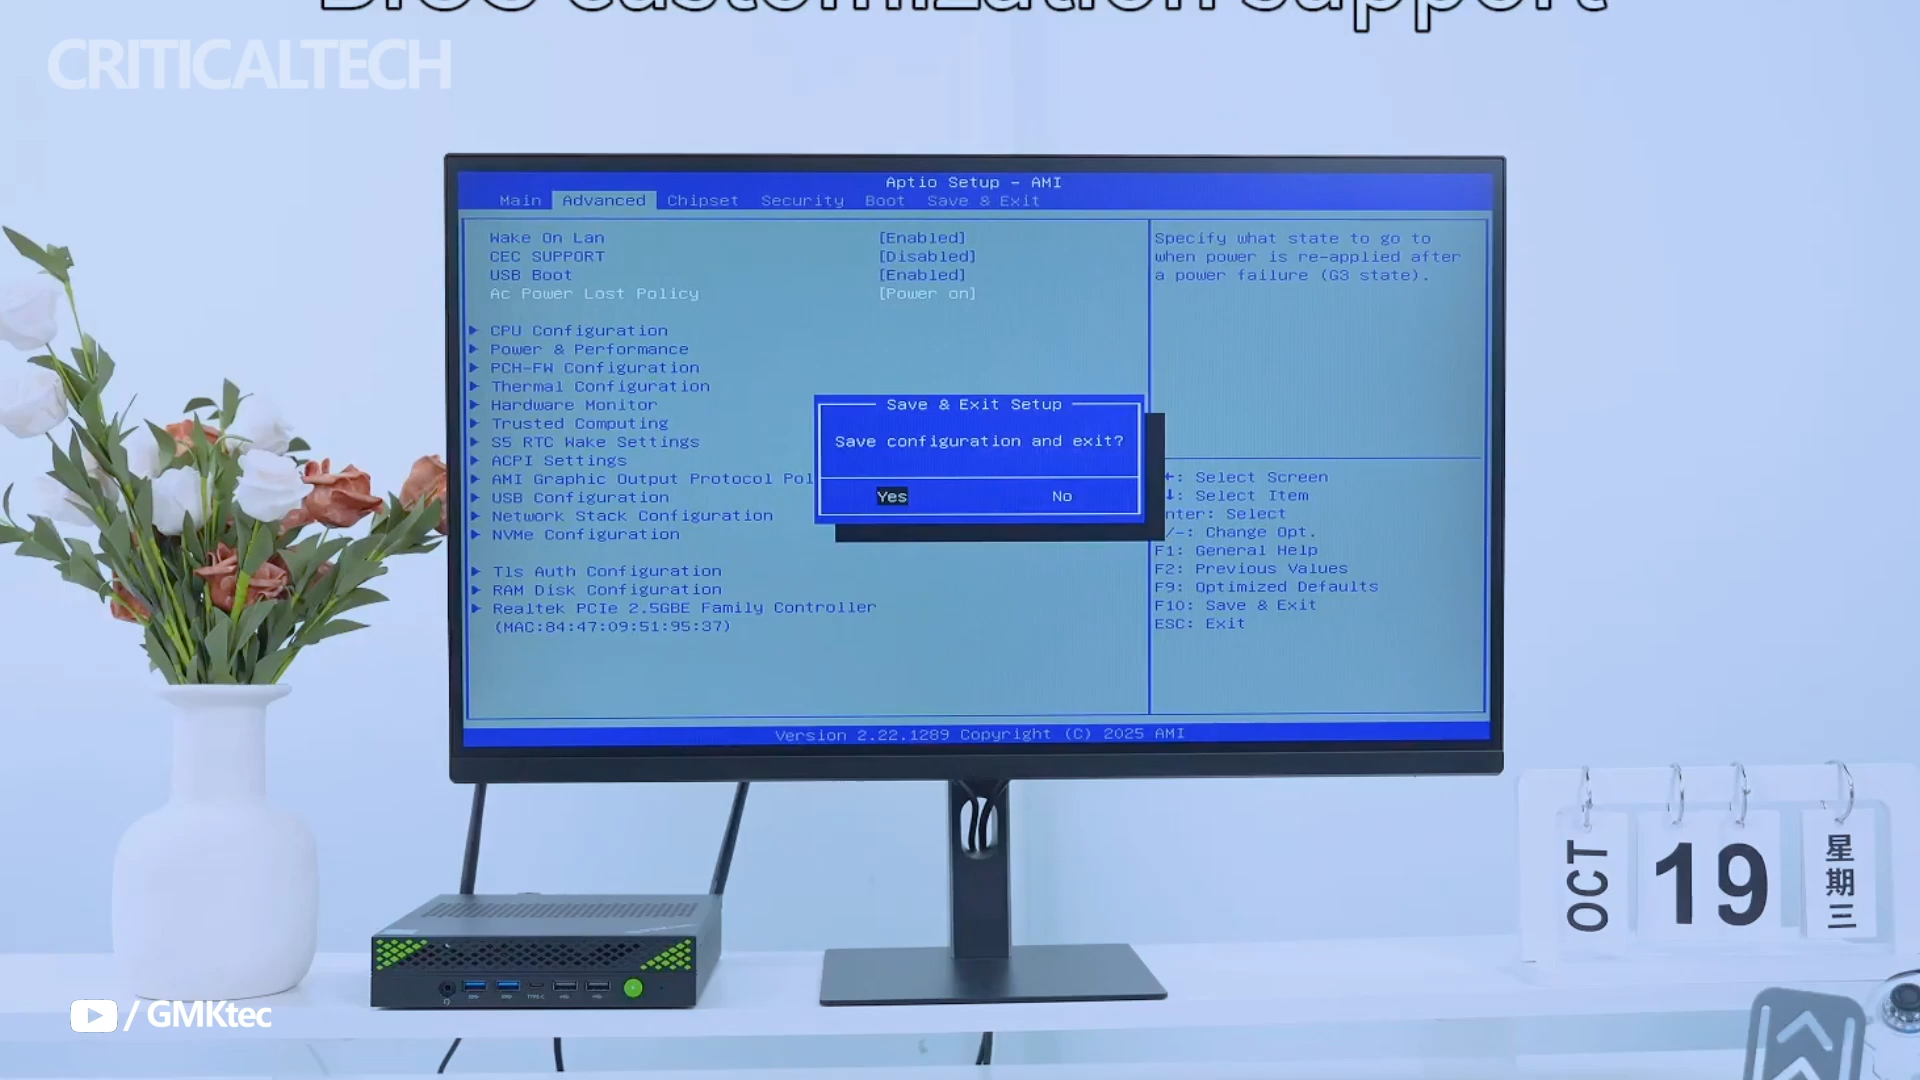 BIOS customization support
CRITICALTECH
Aptio Setup - AMI
Main Advanced Chipset Security Boot Save & Exit
Wake On Lan [Enabled]
CEC SUPPORT [Disabled]
USB Boot [Enabled]
Ac Power Lost Policy [Power on]
CPU Configuration
Power & Performance
PCH-FW Configuration
Thermal Configuration
Hardware Monitor
Trusted Computing
S5 RTC Wake Settings
ACPI Settings
AMI Graphic Output Protocol Pol
USB Configuration
Network Stack Configuration
NVMe Configuration
Tls Auth Configuration
RAM Disk Configuration
Realtek PCIe 2.5GBE Family Controller
(MAC:84:47:09:51:95:37)
Save & Exit Setup
Save configuration and exit?
Yes No
Specify what state to go to
when power is re-applied after
a power failure (G3 state).
←: Select Screen
↓: Select Item
nter: Select
/-: Change Opt.
F1: General Help
F2: Previous Values
F9: Optimized Defaults
F10: Save & Exit
ESC: Exit
Version 2.22.1289 Copyright (C) 2025 AMI
OCT
19
星期三
TYPE-C
/ GMKtec